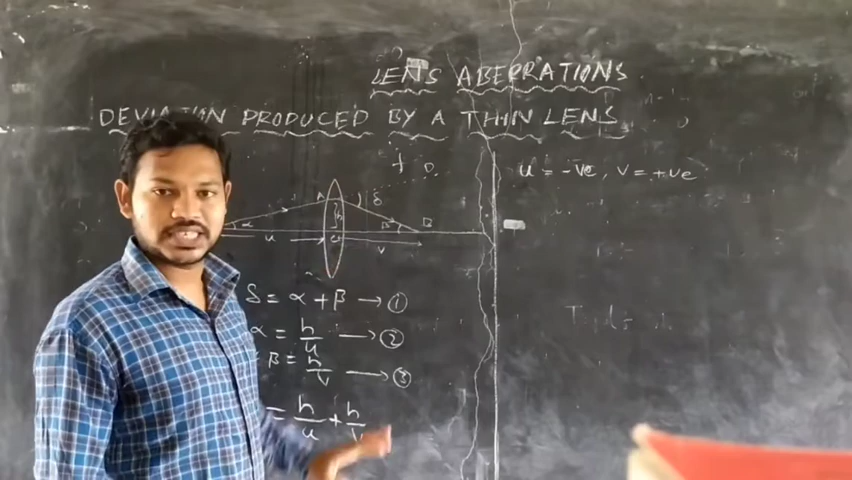 LENS ABERRATIONS
DEVIATION PRODUCED BY A THIN LENS
u = -ve, v = +ve
A δ
α h β B
u v
δ = α + β → ①
α = h/u → ②
β = h/v → ③
= h/u + h/v